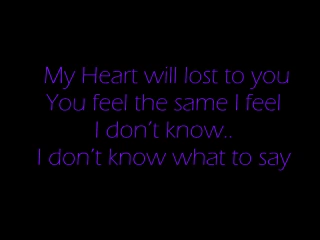 My Heart will lost to you
You feel the same I feel
I don't know..
I don't know what to say